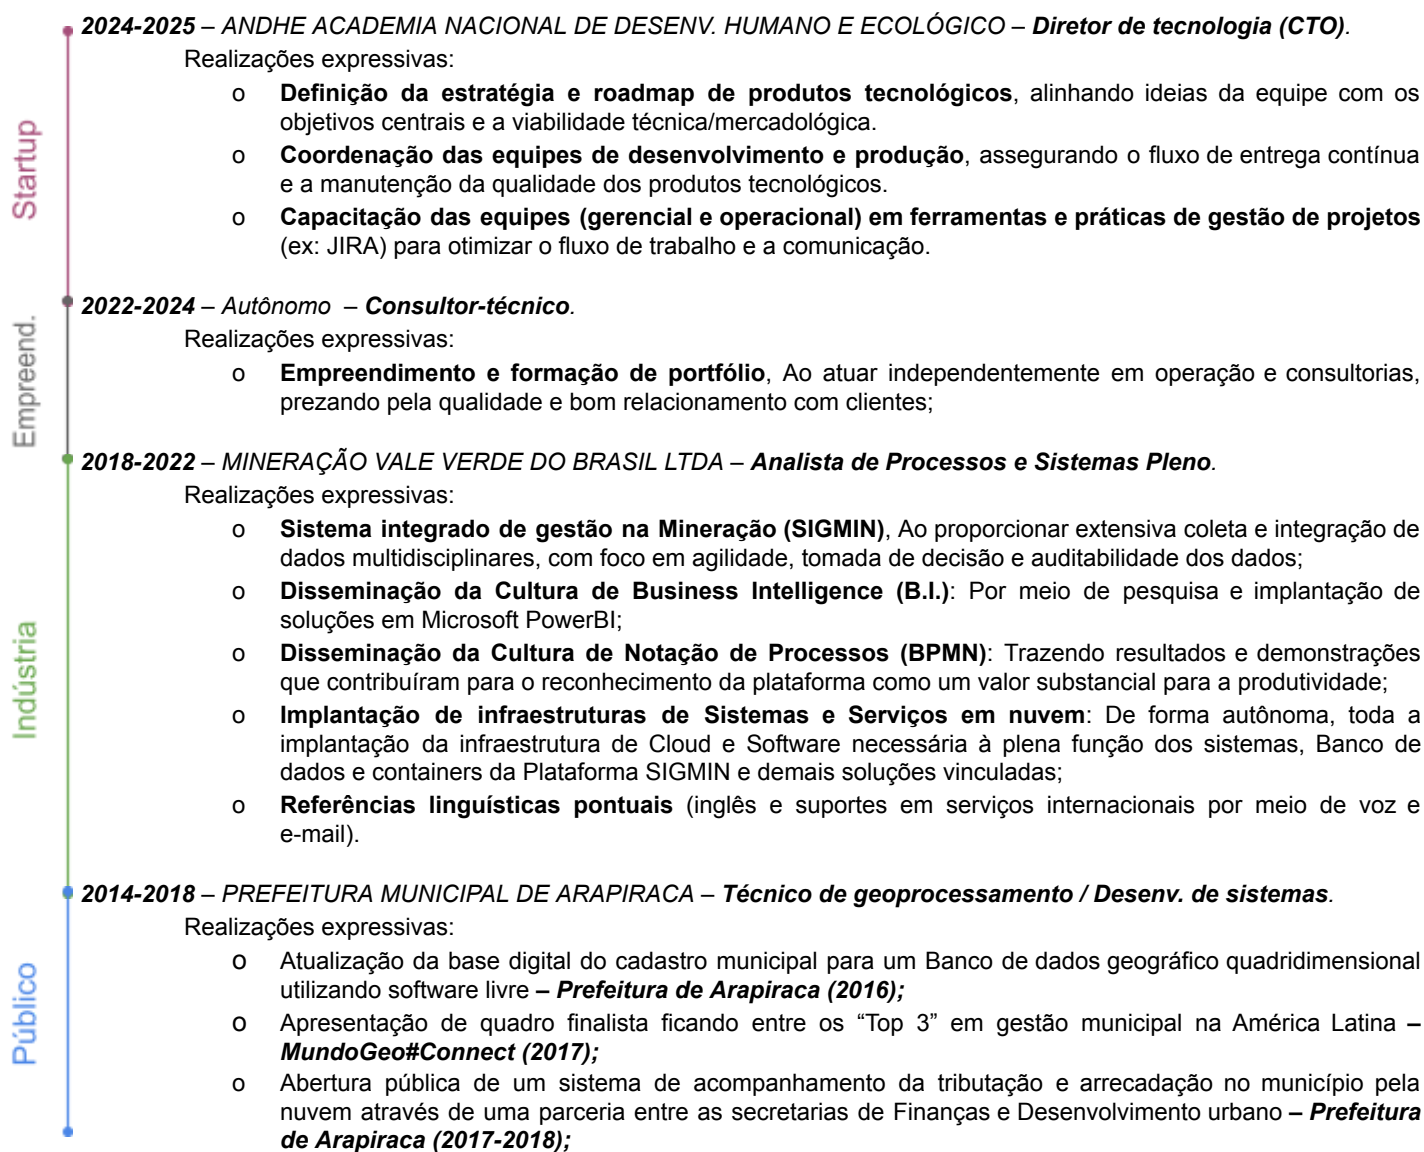 2024-2025 – ANDHE ACADEMIA NACIONAL DE DESENV. HUMANO E ECOLÓGICO – Diretor de tecnologia (CTO).
Realizações expressivas:
o Definição da estratégia e roadmap de produtos tecnológicos, alinhando ideias da equipe com os
objetivos centrais e a viabilidade técnica/mercadológica.
o Coordenação das equipes de desenvolvimento e produção, assegurando o fluxo de entrega contínua
e a manutenção da qualidade dos produtos tecnológicos.
o Capacitação das equipes (gerencial e operacional) em ferramentas e práticas de gestão de projetos
(ex: JIRA) para otimizar o fluxo de trabalho e a comunicação.
Startup
2022-2024 – Autônomo – Consultor-técnico.
Realizações expressivas:
o Empreendimento e formação de portfólio, Ao atuar independentemente em operação e consultorias,
prezando pela qualidade e bom relacionamento com clientes;
Empreend.
2018-2022 – MINERAÇÃO VALE VERDE DO BRASIL LTDA – Analista de Processos e Sistemas Pleno.
Realizações expressivas:
o Sistema integrado de gestão na Mineração (SIGMIN), Ao proporcionar extensiva coleta e integração de
dados multidisciplinares, com foco em agilidade, tomada de decisão e auditabilidade dos dados;
o Disseminação da Cultura de Business Intelligence (B.I.): Por meio de pesquisa e implantação de
soluções em Microsoft PowerBI;
o Disseminação da Cultura de Notação de Processos (BPMN): Trazendo resultados e demonstrações
que contribuíram para o reconhecimento da plataforma como um valor substancial para a produtividade;
o Implantação de infraestruturas de Sistemas e Serviços em nuvem: De forma autônoma, toda a
implantação da infraestrutura de Cloud e Software necessária à plena função dos sistemas, Banco de
dados e containers da Plataforma SIGMIN e demais soluções vinculadas;
o Referências linguísticas pontuais (inglês e suportes em serviços internacionais por meio de voz e
e-mail).
Indústria
2014-2018 – PREFEITURA MUNICIPAL DE ARAPIRACA – Técnico de geoprocessamento / Desenv. de sistemas.
Realizações expressivas:
o Atualização da base digital do cadastro municipal para um Banco de dados geográfico quadridimensional
utilizando software livre – Prefeitura de Arapiraca (2016);
o Apresentação de quadro finalista ficando entre os “Top 3” em gestão municipal na América Latina –
MundoGeo#Connect (2017);
o Abertura pública de um sistema de acompanhamento da tributação e arrecadação no município pela
nuvem através de uma parceria entre as secretarias de Finanças e Desenvolvimento urbano – Prefeitura
de Arapiraca (2017-2018);
Público